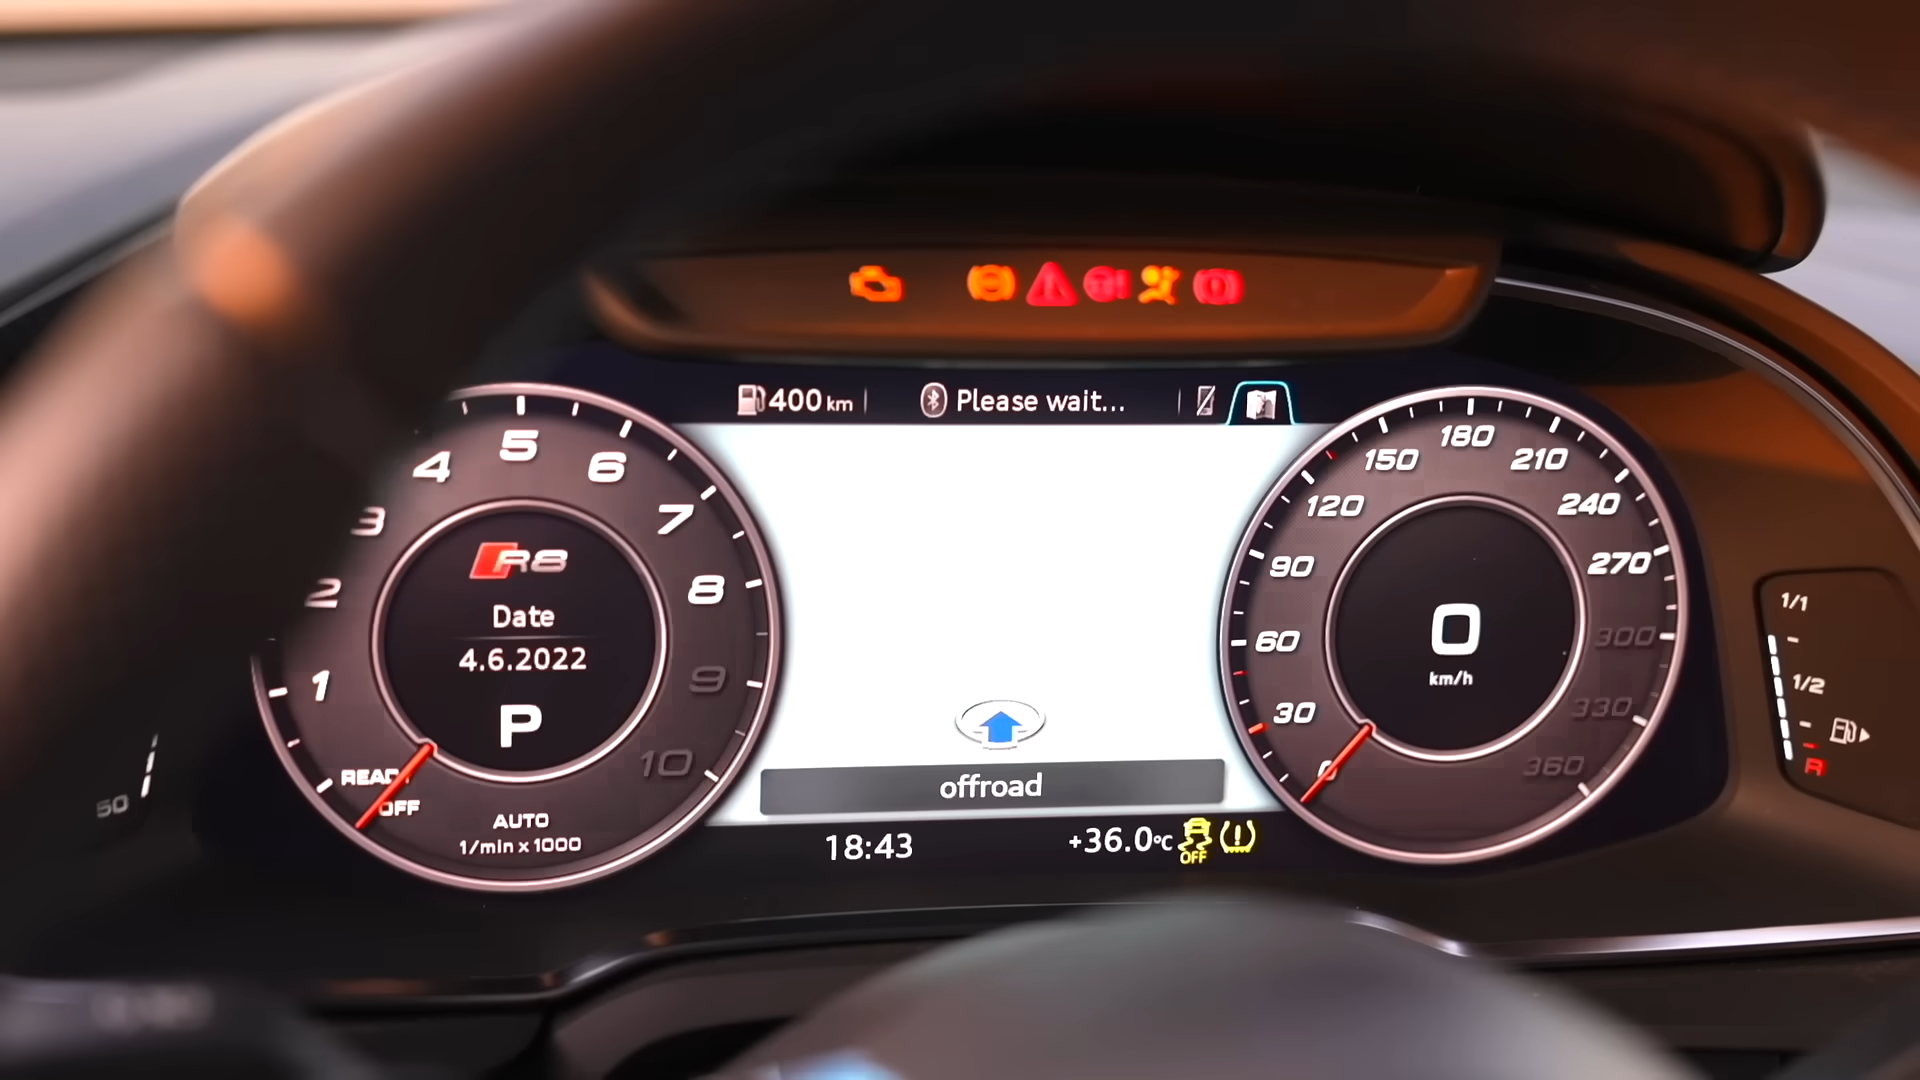 400 km
Please wait...
1
2
3
4
5
6
7
8
9
10
R8
Date
4.6.2022
P
READY
OFF
AUTO
1/min x 1000
offroad
18:43
+36.0°C
OFF
0
30
60
90
120
150
180
210
240
270
300
330
360
0
km/h
1/1
1/2
R
50